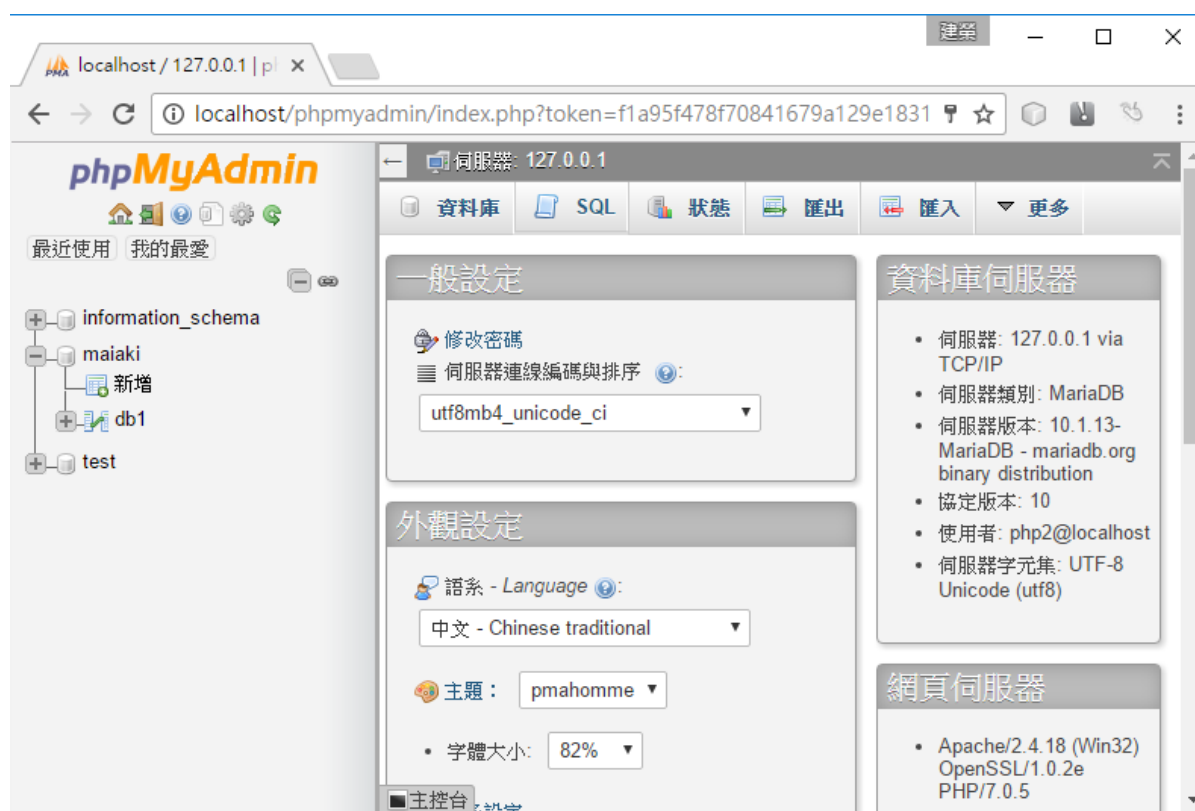 建榮
localhost / 127.0.0.1 | pl
localhost/phpmyadmin/index.php?token=f1a95f478f70841679a129e1831
phpMyAdmin
最近使用 我的最愛
information_schema
maiaki
新增
db1
test
伺服器: 127.0.0.1
資料庫 SQL 狀態 匯出 匯入 更多
一般設定
修改密碼
伺服器連線編碼與排序
utf8mb4_unicode_ci
外觀設定
語系 - Language :
中文 - Chinese traditional
主題：
pmahomme
字體大小:
82%
主控台
資料庫伺服器
伺服器: 127.0.0.1 via
TCP/IP
伺服器類別: MariaDB
伺服器版本: 10.1.13-
MariaDB - mariadb.org
binary distribution
協定版本: 10
使用者: php2@localhost
伺服器字元集: UTF-8
Unicode (utf8)
網頁伺服器
Apache/2.4.18 (Win32)
OpenSSL/1.0.2e
PHP/7.0.5